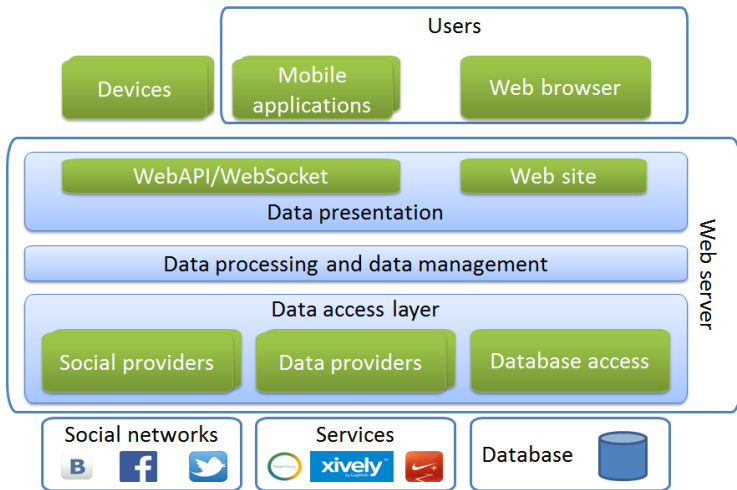 Users
Devices
Mobile
applications
Web browser
WebAPI/WebSocket
Web site
Data presentation
Data processing and data management
Web server
Data access layer
Social providers
Data providers
Database access
Social networks
Services
Database
B
f
xively